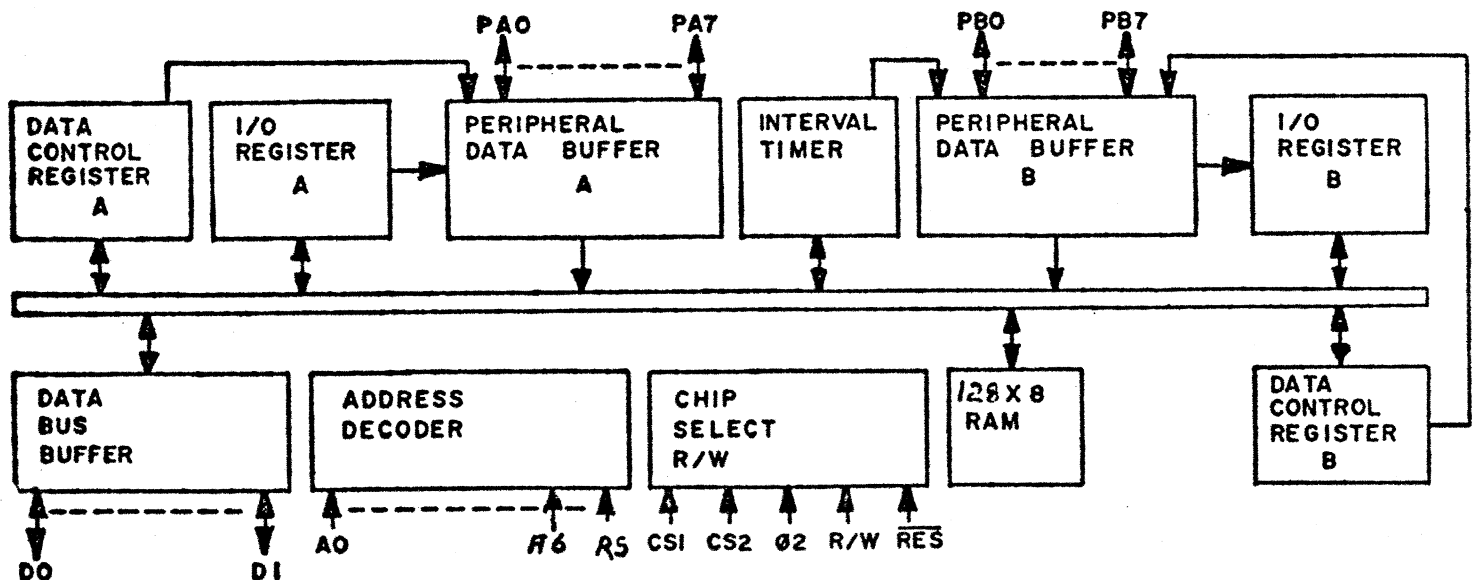 PA0 PA7 PB0 PB7
DATA
CONTROL
REGISTER
A
I/O
REGISTER
A
PERIPHERAL
DATA BUFFER
A
INTERVAL
TIMER
PERIPHERAL
DATA BUFFER
B
I/O
REGISTER
B
DATA
BUS
BUFFER
ADDRESS
DECODER
CHIP
SELECT
R/W
128 X 8
RAM
DATA
CONTROL
REGISTER
B
D0 D1
A0 A6 RS
CS1 CS2 Ø2 R/W R̅E̅S̅